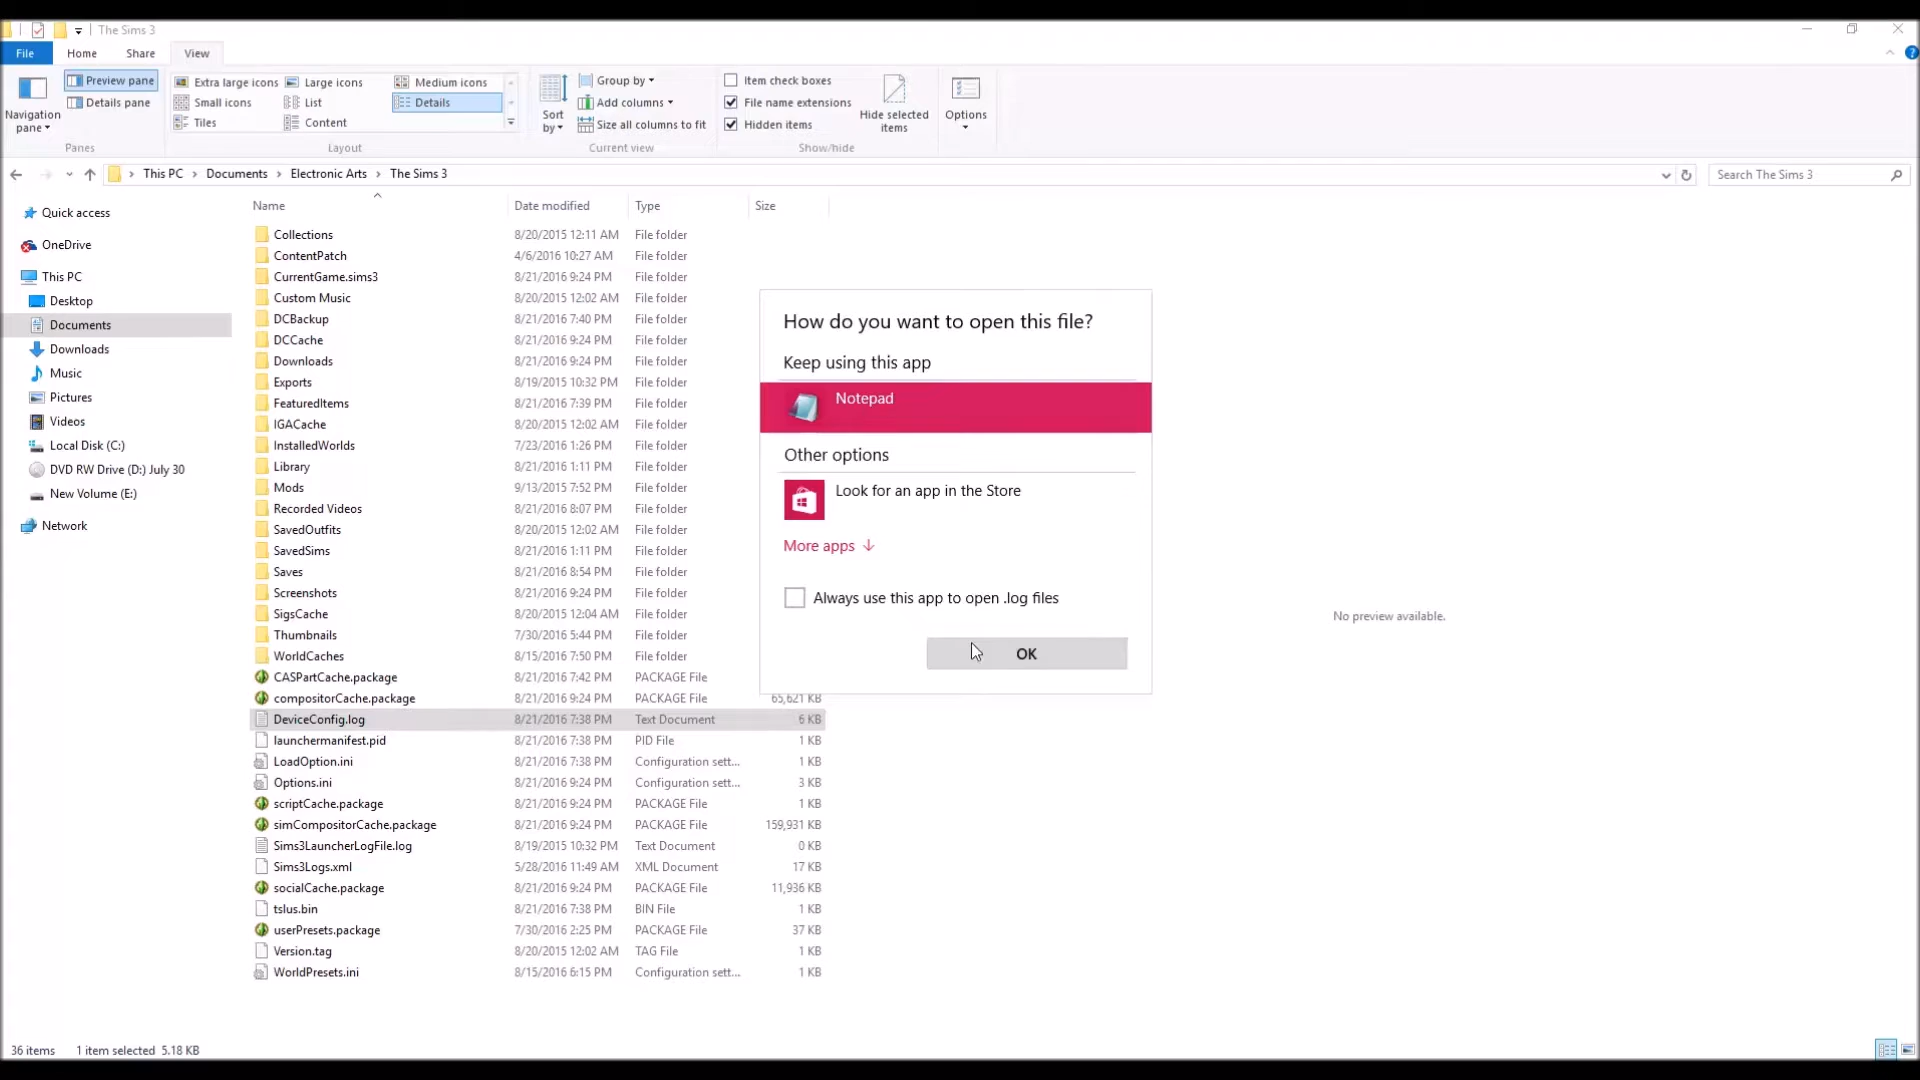 The Sims 3
File Home Share View
Preview pane
Details pane
Navigation
pane
Panes
Extra large icons Large icons Medium icons
Small icons List Details
Tiles Content
Layout
Sort
by
Group by
Add columns
Size all columns to fit
Current view
Item check boxes
File name extensions
Hidden items
Hide selected
items
Show/hide
Options
This PC Documents Electronic Arts The Sims 3
Search The Sims 3
Quick access
OneDrive
This PC
Desktop
Documents
Downloads
Music
Pictures
Videos
Local Disk (C:)
DVD RW Drive (D:) July 30
New Volume (E:)
Network
Name Date modified Type Size
Collections 8/20/2015 12:11 AM File folder
ContentPatch 4/6/2016 10:27 AM File folder
CurrentGame.sims3 8/21/2016 9:24 PM File folder
Custom Music 8/20/2015 12:02 AM File folder
DCBackup 8/21/2016 7:40 PM File folder
DCCache 8/21/2016 9:24 PM File folder
Downloads 8/21/2016 9:24 PM File folder
Exports 8/19/2015 10:32 PM File folder
FeaturedItems 8/21/2016 7:39 PM File folder
IGACache 8/20/2015 12:02 AM File folder
InstalledWorlds 7/23/2016 1:26 PM File folder
Library 8/21/2016 1:11 PM File folder
Mods 9/13/2015 7:52 PM File folder
Recorded Videos 8/21/2016 8:07 PM File folder
SavedOutfits 8/20/2015 12:02 AM File folder
SavedSims 8/21/2016 1:11 PM File folder
Saves 8/21/2016 8:54 PM File folder
Screenshots 8/21/2016 9:24 PM File folder
SigsCache 8/20/2015 12:04 AM File folder
Thumbnails 7/30/2016 5:44 PM File folder
WorldCaches 8/15/2016 7:50 PM File folder
CASPartCache.package 8/21/2016 7:42 PM PACKAGE File
compositorCache.package 8/21/2016 9:24 PM PACKAGE File 65,621 KB
DeviceConfig.log 8/21/2016 7:38 PM Text Document 6 KB
launchermanifest.pid 8/21/2016 7:38 PM PID File 1 KB
LoadOption.ini 8/21/2016 7:38 PM Configuration sett... 1 KB
Options.ini 8/21/2016 9:24 PM Configuration sett... 3 KB
scriptCache.package 8/21/2016 9:24 PM PACKAGE File 1 KB
simCompositorCache.package 8/21/2016 9:24 PM PACKAGE File 159,931 KB
Sims3LauncherLogFile.log 8/19/2015 10:32 PM Text Document 0 KB
Sims3Logs.xml 5/28/2016 11:49 AM XML Document 17 KB
socialCache.package 8/21/2016 9:24 PM PACKAGE File 11,936 KB
tslus.bin 8/21/2016 7:38 PM BIN File 1 KB
userPresets.package 7/30/2016 2:25 PM PACKAGE File 37 KB
Version.tag 8/20/2015 12:02 AM TAG File 1 KB
WorldPresets.ini 8/15/2016 6:15 PM Configuration sett... 1 KB
How do you want to open this file?
Keep using this app
Notepad
Other options
Look for an app in the Store
More apps
Always use this app to open .log files
OK
No preview available.
36 items 1 item selected 5.18 KB